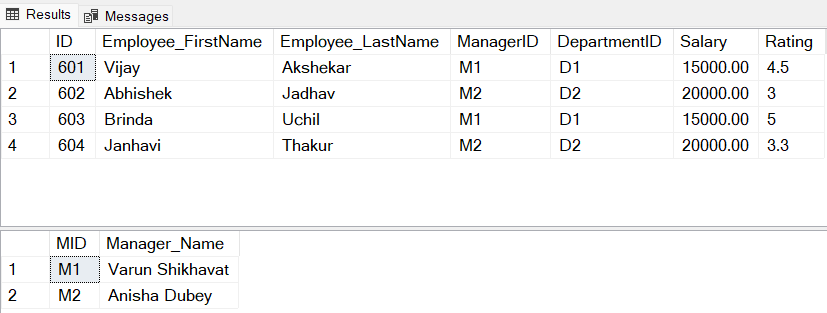 Results Messages
ID Employee_FirstName Employee_LastName ManagerID DepartmentID Salary Rating
1 601 Vijay Akshekar M1 D1 15000.00 4.5
2 602 Abhishek Jadhav M2 D2 20000.00 3
3 603 Brinda Uchil M1 D1 15000.00 5
4 604 Janhavi Thakur M2 D2 20000.00 3.3
MID Manager_Name
1 M1 Varun Shikhavat
2 M2 Anisha Dubey